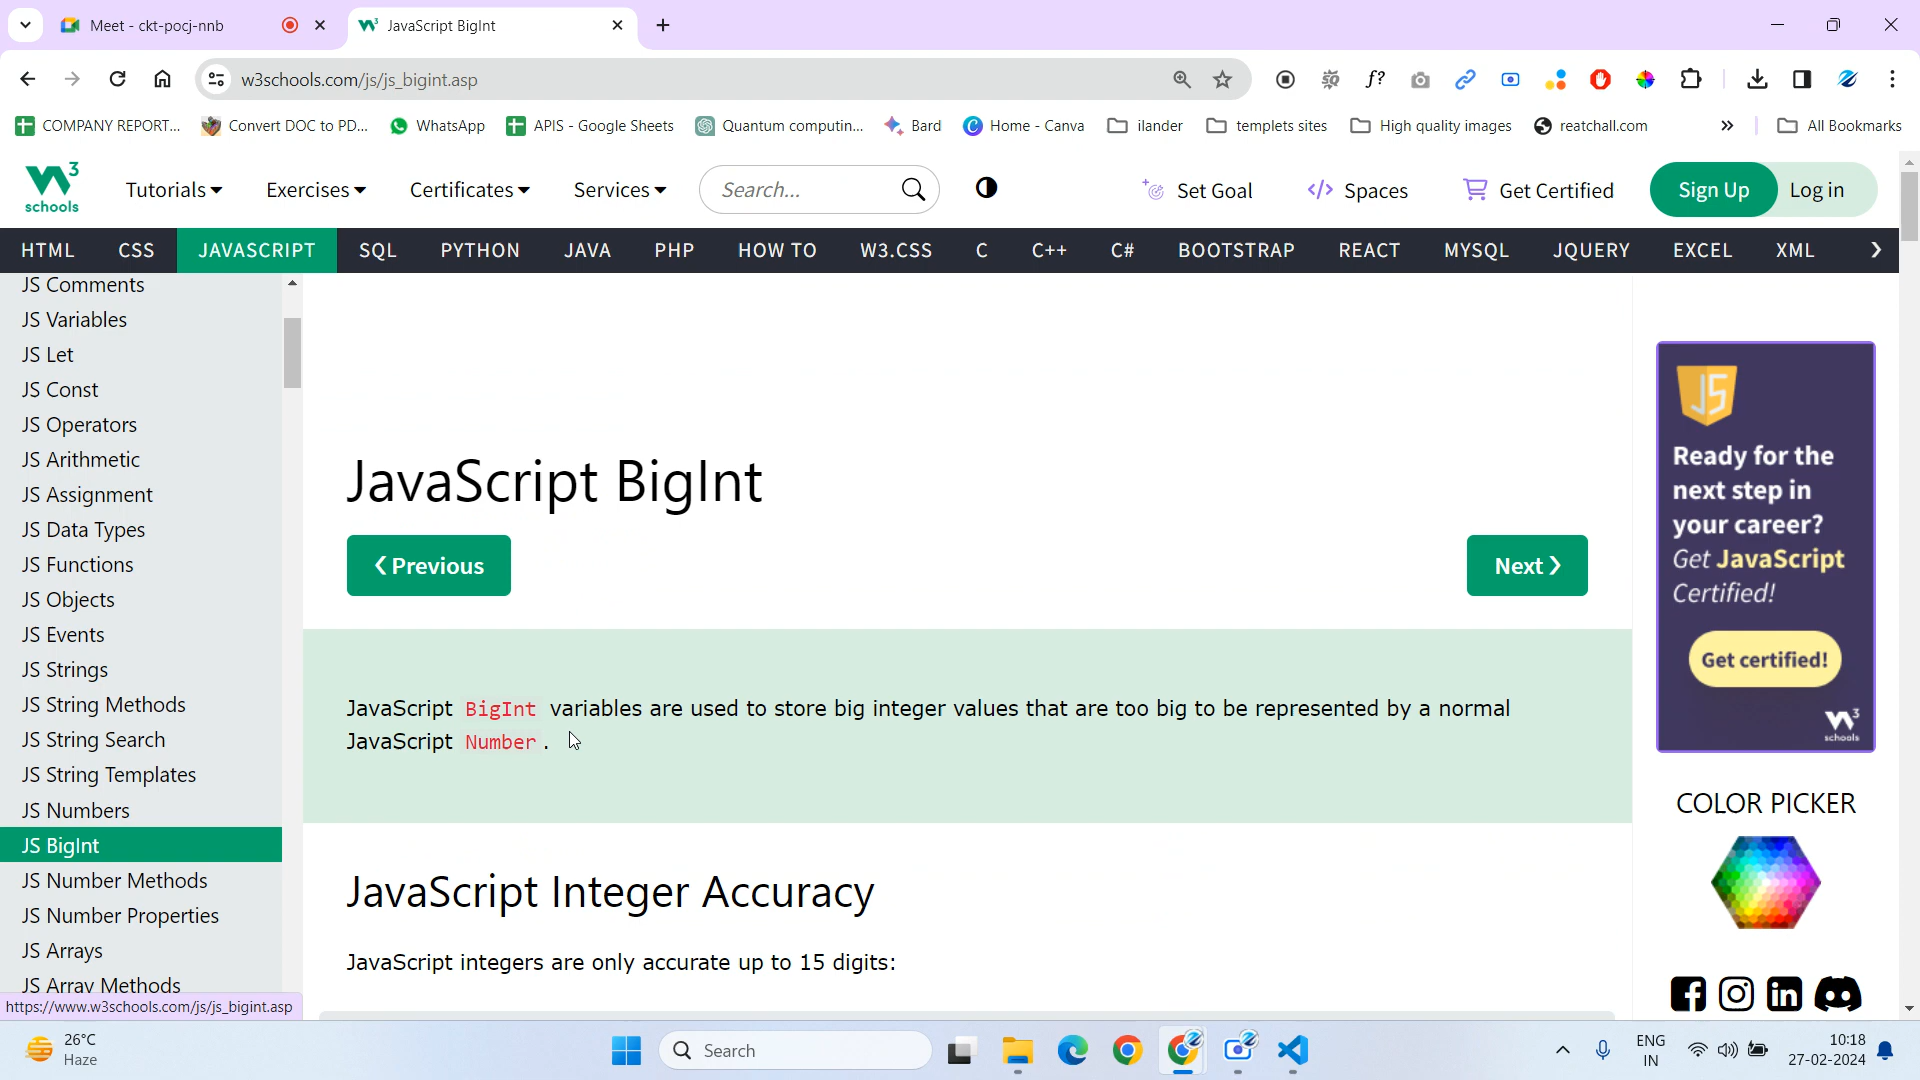 Meet - ckt-pocj-nnb
JavaScript BigInt
w3schools.com/js/js_bigint.asp
COMPANY REPORT...
Convert DOC to PD...
WhatsApp
APIS - Google Sheets
Quantum computin...
Bard
Home - Canva
ilander
templets sites
High quality images
reatchall.com
All Bookmarks
W3 schools
Tutorials
Exercises
Certificates
Services
Search...
Set Goal
Spaces
Get Certified
Sign Up
Log in
HTML CSS JAVASCRIPT SQL PYTHON JAVA PHP HOW TO W3.CSS C C++ C# BOOTSTRAP REACT MYSQL JQUERY EXCEL XML
JS Comments
JS Variables
JS Let
JS Const
JS Operators
JS Arithmetic
JS Assignment
JS Data Types
JS Functions
JS Objects
JS Events
JS Strings
JS String Methods
JS String Search
JS String Templates
JS Numbers
JS BigInt
JS Number Methods
JS Number Properties
JS Arrays
JS Array Methods
https://www.w3schools.com/js/js_bigint.asp
JavaScript BigInt
❮ Previous
Next ❯
JavaScript BigInt variables are used to store big integer values that are too big to be represented by a normal
JavaScript Number.
JavaScript Integer Accuracy
JavaScript integers are only accurate up to 15 digits:
JS
Ready for the
next step in
your career?
Get JavaScript
Certified!
Get certified!
W3 schools
COLOR PICKER
26°C
Haze
Search
ENG
IN
10:18
27-02-2024